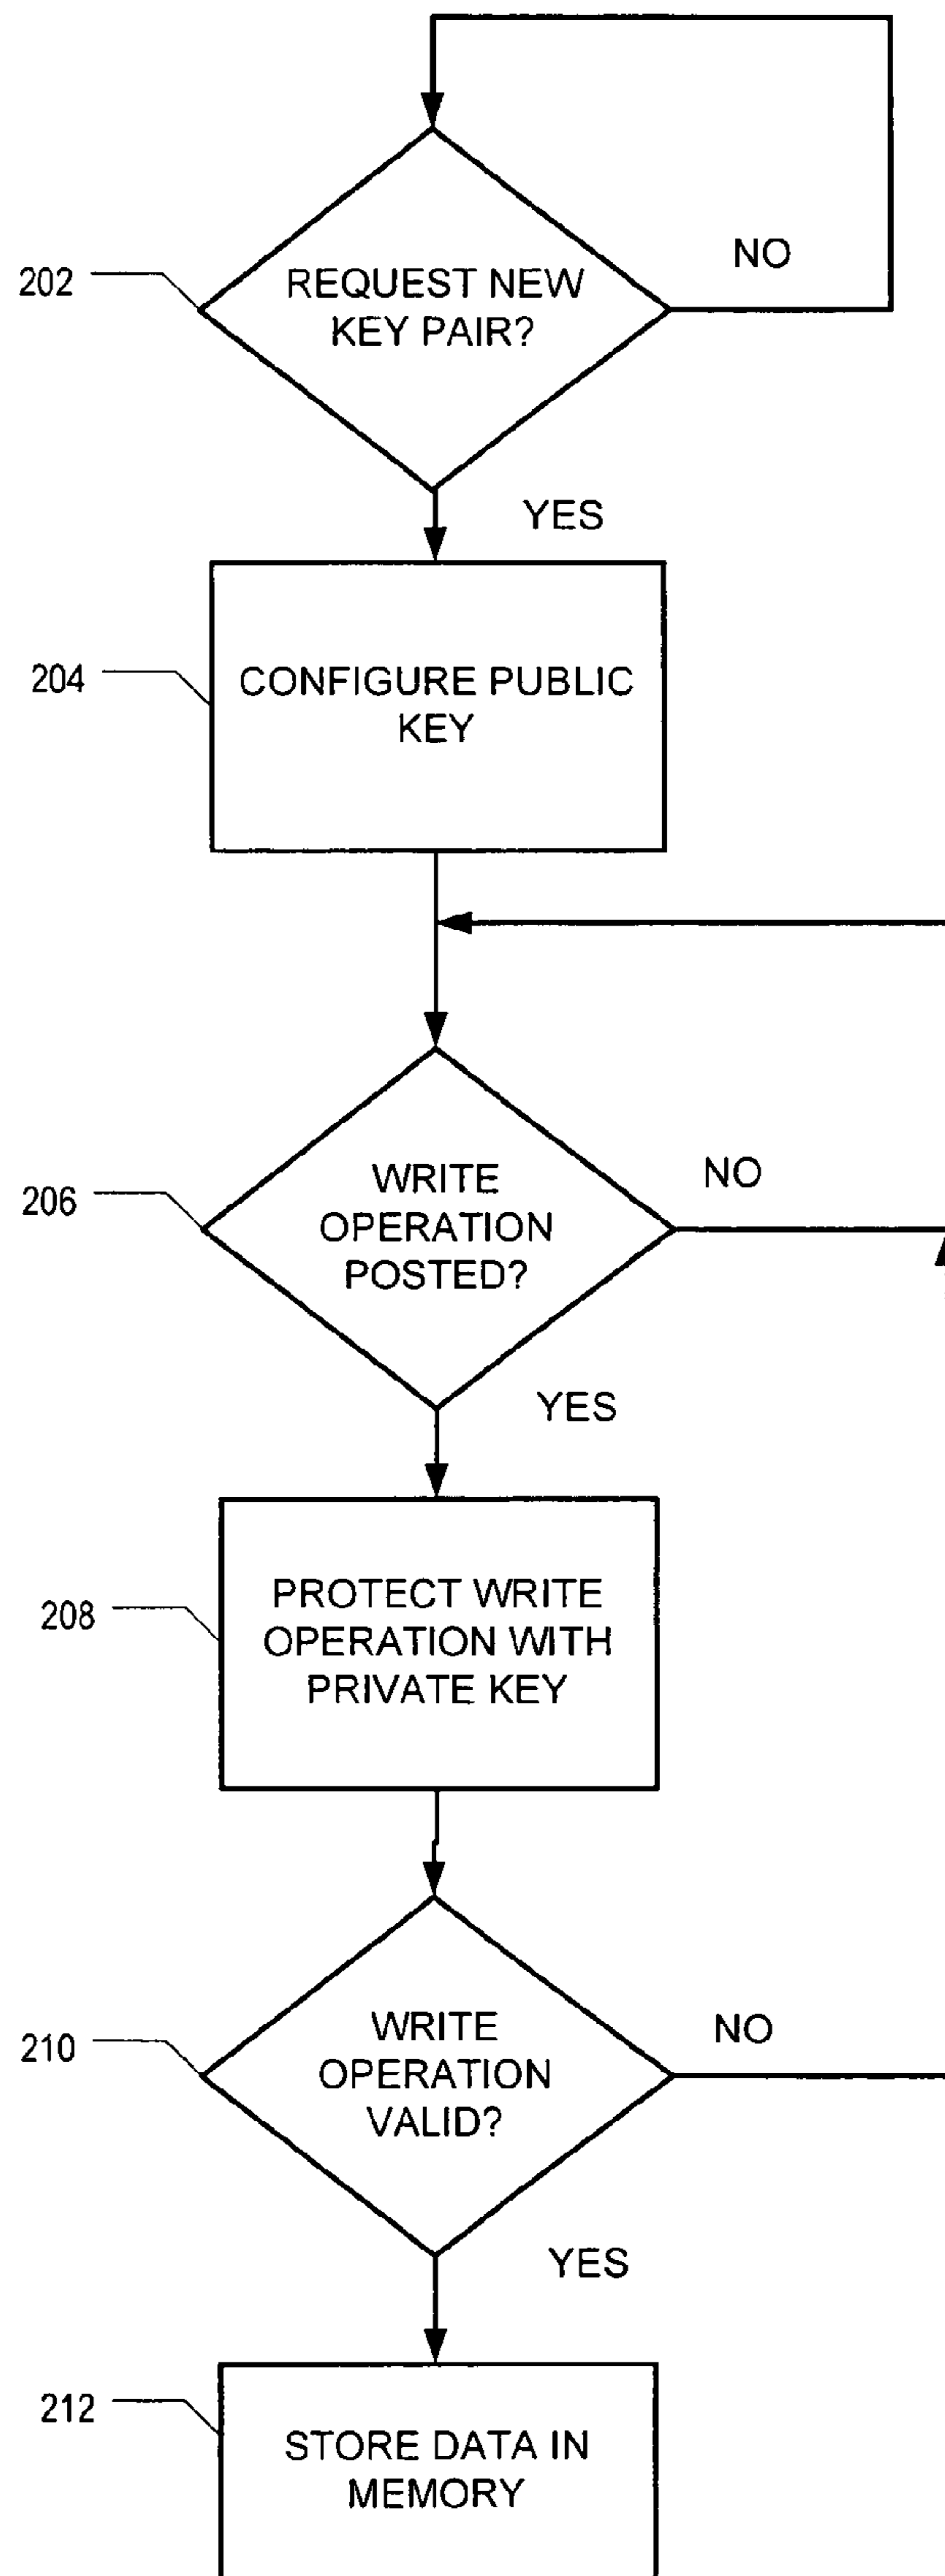 NO
202
REQUEST NEW
KEY PAIR?
YES
204
CONFIGURE PUBLIC
KEY
NO
206
WRITE
OPERATION
POSTED?
YES
208
PROTECT WRITE
OPERATION WITH
PRIVATE KEY
NO
210
WRITE
OPERATION
VALID?
YES
212
STORE DATA IN
MEMORY